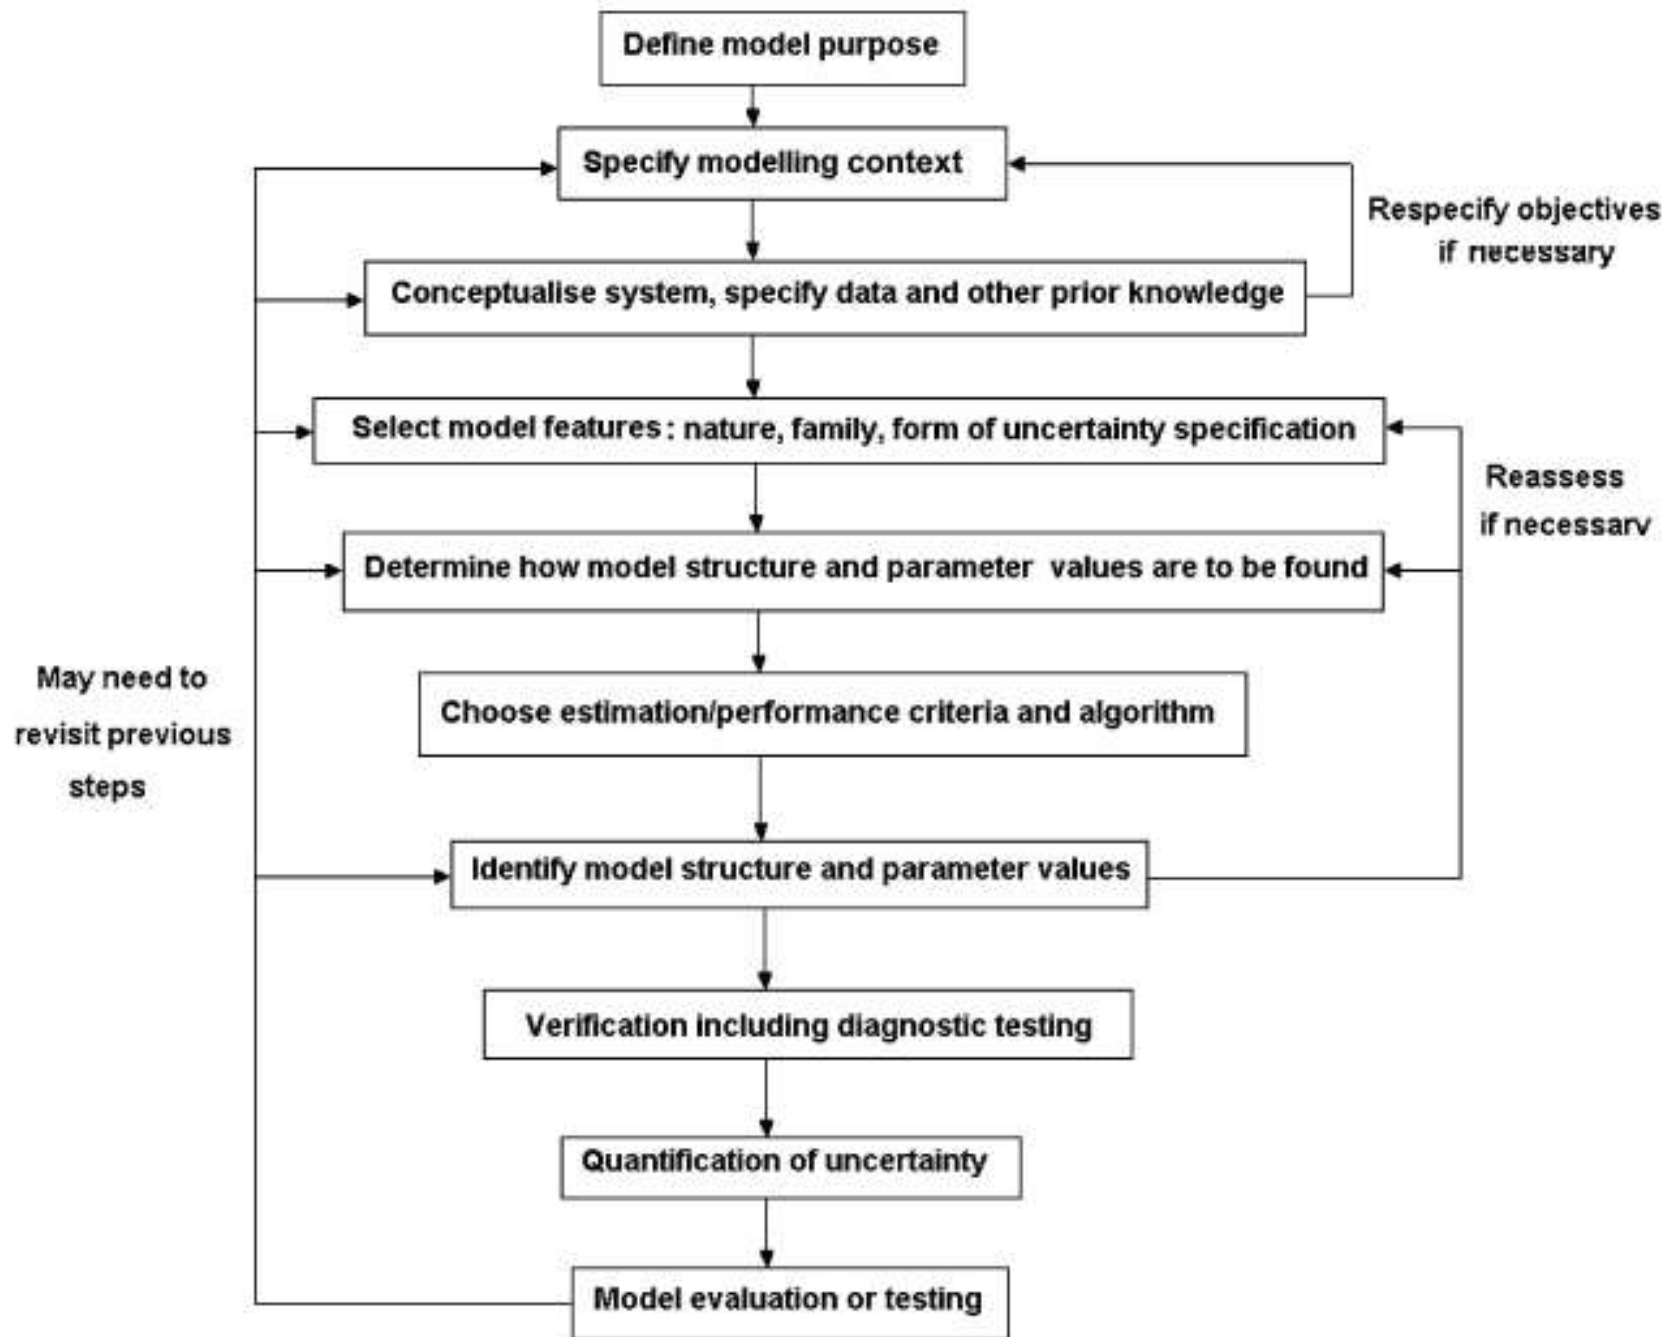 Define model purpose
Specify modelling context
Respecify objectives
if necessary
Conceptualise system, specify data and other prior knowledge
Select model features: nature, family, form of uncertainty specification
Reassess
if necessary
Determine how model structure and parameter values are to be found
May need to
revisit previous
steps
Choose estimation/performance criteria and algorithm
Identify model structure and parameter values
Verification including diagnostic testing
Quantification of uncertainty
Model evaluation or testing